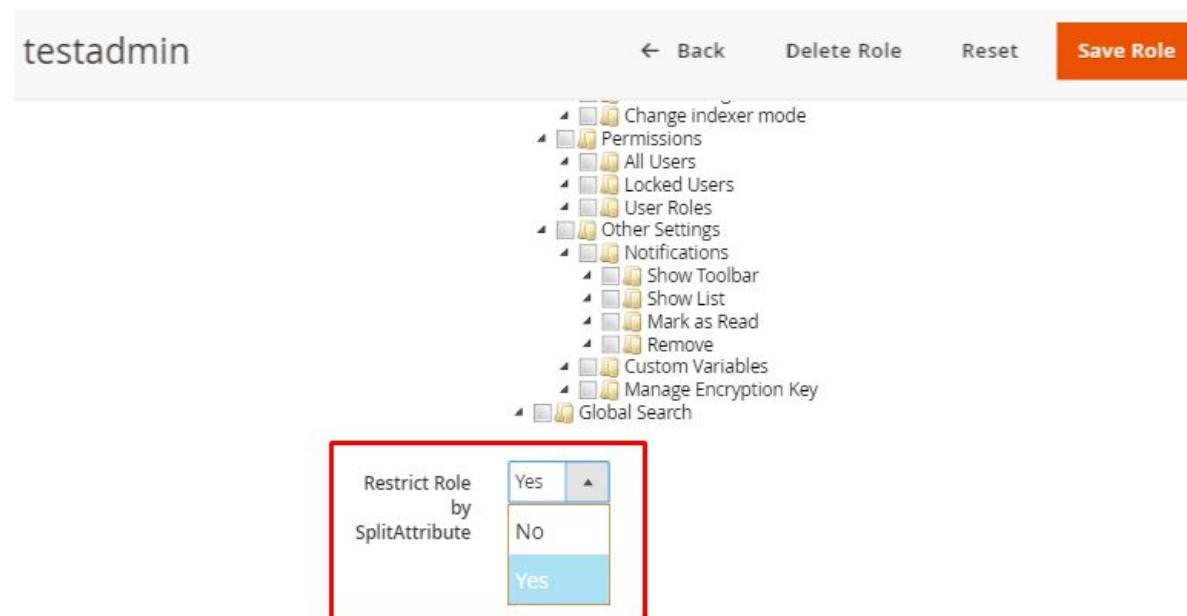 testadmin
← Back Delete Role Reset Save Role
Change indexer mode
Permissions
All Users
Locked Users
User Roles
Other Settings
Notifications
Show Toolbar
Show List
Mark as Read
Remove
Custom Variables
Manage Encryption Key
Global Search
Restrict Role Yes
by
SplitAttribute
No
Yes